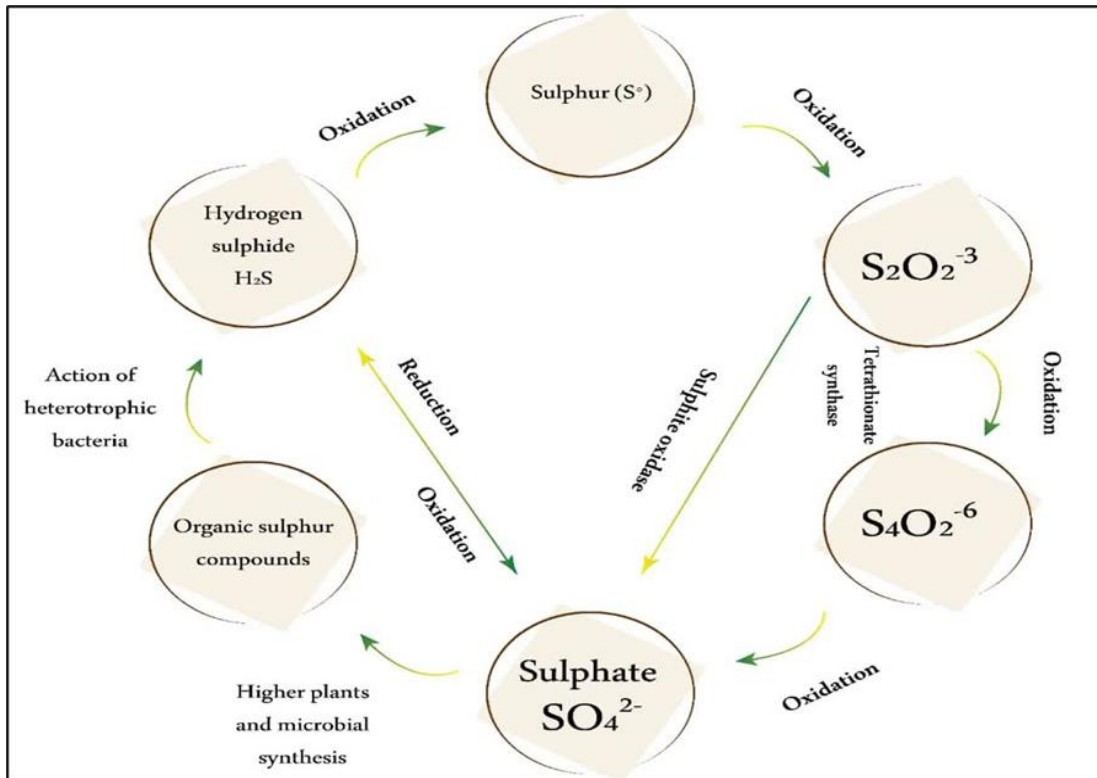 Sulphur (S°)
Oxidation
Oxidation
Hydrogen
sulphide
H₂S
S₂O₂⁻³
Action of
heterotrophic
bacteria
Reduction
Oxidation
Sulphite oxidase
Tetrathionate
synthase
Oxidation
Organic sulphur
compounds
S₄O₂⁻⁶
Sulphate
SO₄²⁻
Oxidation
Higher plants
and microbial
synthesis